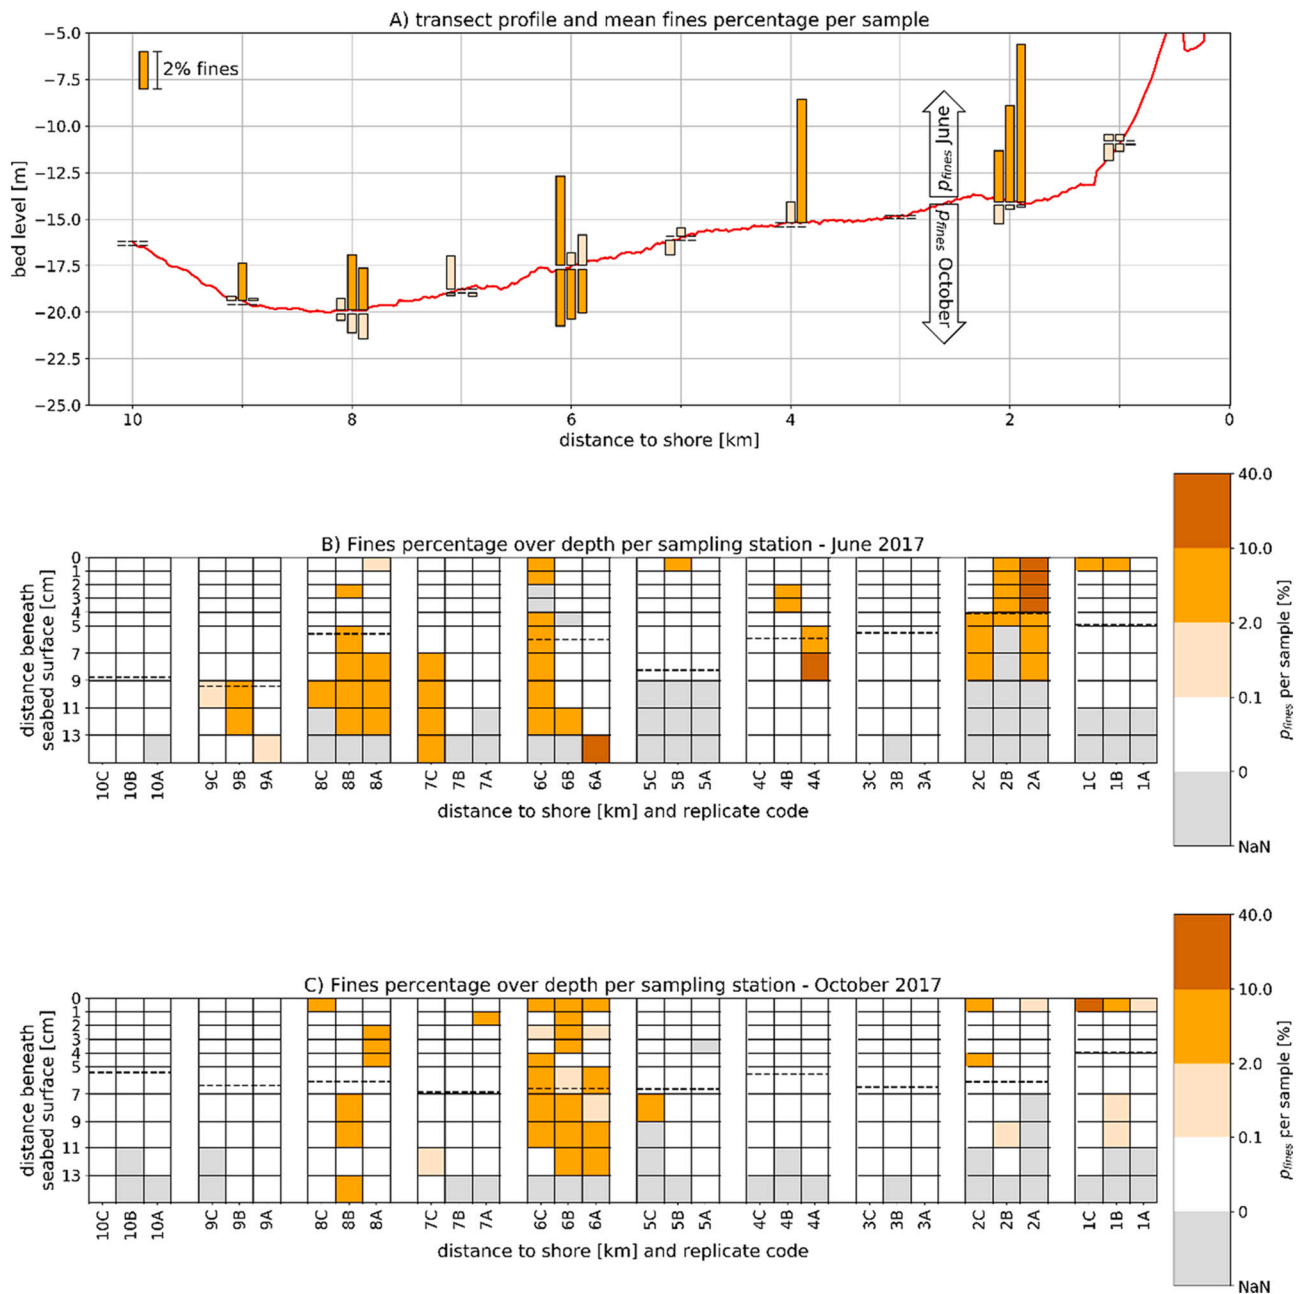 A) transect profile and mean fines percentage per sample
−5.0
−7.5
−10.0
−12.5
−15.0
−17.5
−20.0
−22.5
−25.0
bed level [m]
2% fines
p_fines June
p_fines October
10 8 6 4 2 0
distance to shore [km]
B) Fines percentage over depth per sampling station - June 2017
0
1
2
3
4
5
7
9
11
13
distance beneath
seabed surface [cm]
10C 10B 10A 9C 9B 9A 8C 8B 8A 7C 7B 7A 6C 6B 6A 5C 5B 5A 4C 4B 4A 3C 3B 3A 2C 2B 2A 1C 1B 1A
distance to shore [km] and replicate code
40.0
10.0
2.0
0.1
0
NaN
p_fines per sample [%]
C) Fines percentage over depth per sampling station - October 2017
0
1
2
3
4
5
7
9
11
13
distance beneath
seabed surface [cm]
10C 10B 10A 9C 9B 9A 8C 8B 8A 7C 7B 7A 6C 6B 6A 5C 5B 5A 4C 4B 4A 3C 3B 3A 2C 2B 2A 1C 1B 1A
distance to shore [km] and replicate code
40.0
10.0
2.0
0.1
0
NaN
p_fines per sample [%]